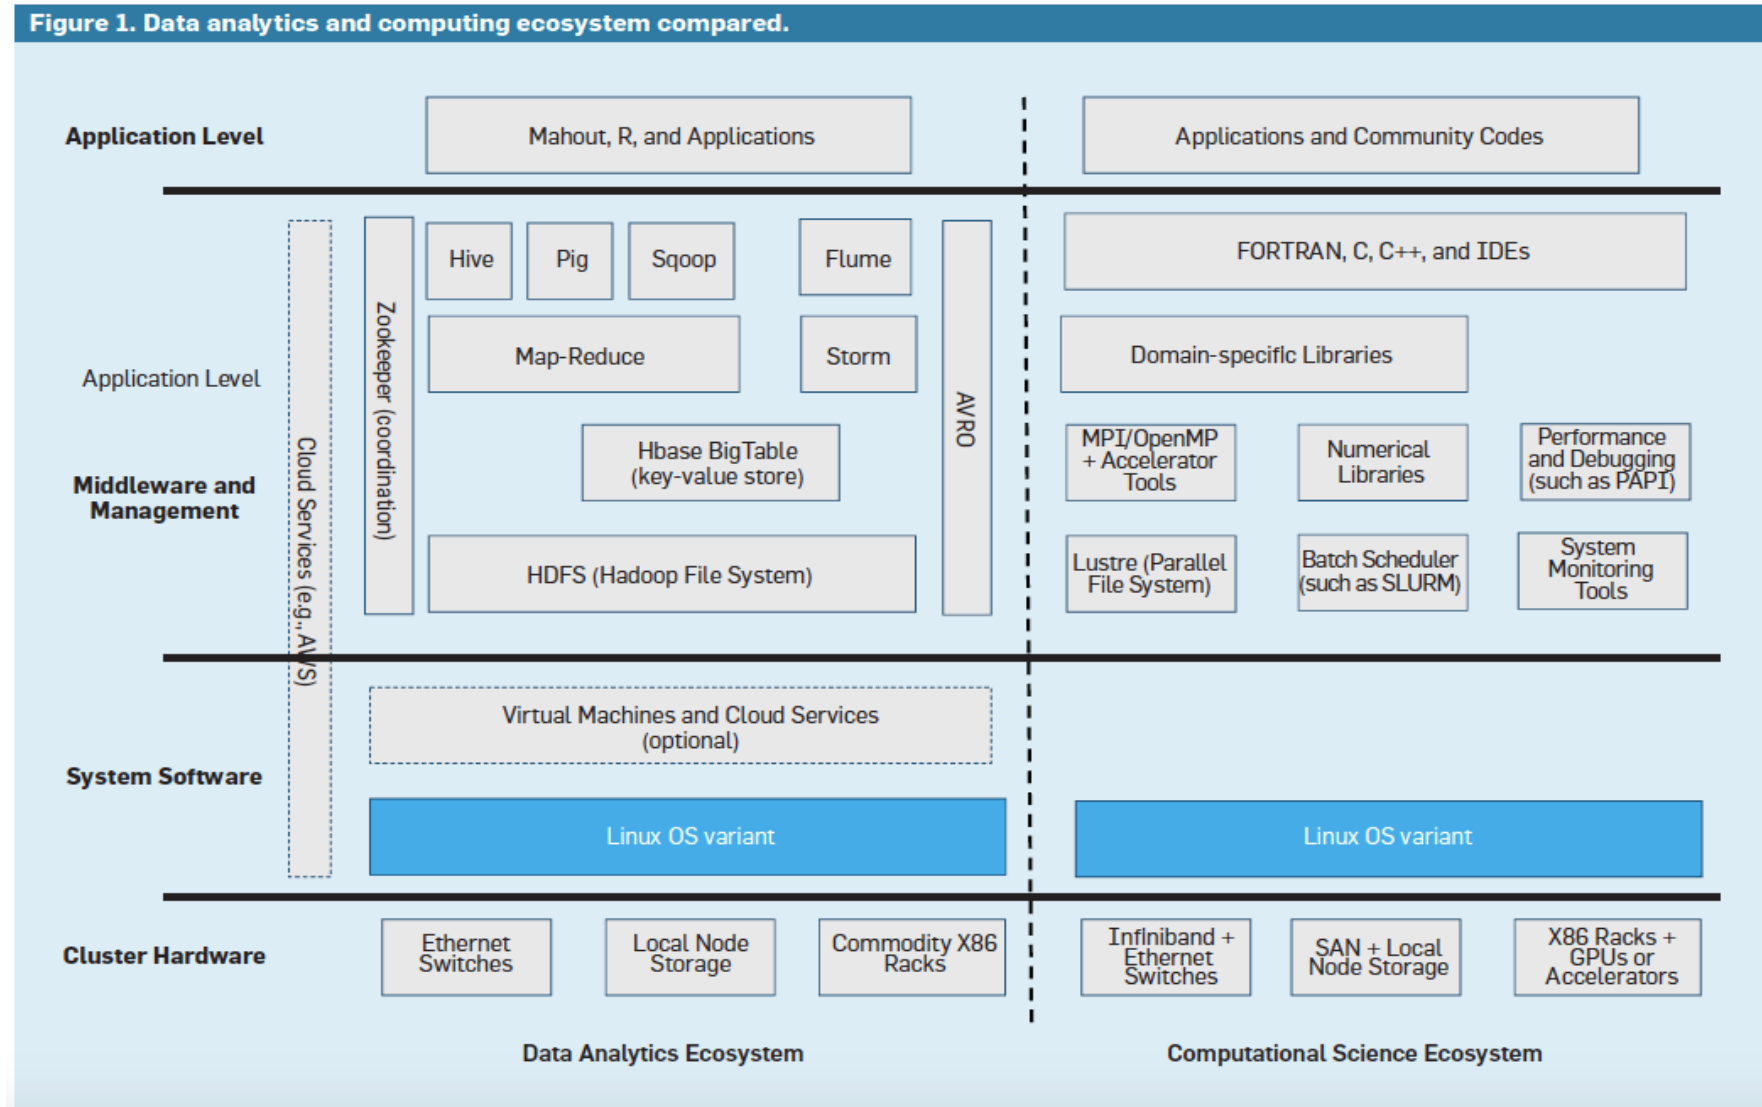 Figure 1. Data analytics and computing ecosystem compared.
Application Level
Mahout, R, and Applications
Applications and Community Codes
Cloud Services (e.g., AWS)
Zookeeper (coordination)
Hive
Pig
Sqoop
Flume
AVRO
FORTRAN, C, C++, and IDEs
Application Level
Map-Reduce
Storm
Domain-specific Libraries
Middleware and
Management
Hbase BigTable
(key-value store)
MPI/OpenMP
+ Accelerator
Tools
Numerical
Libraries
Performance
and Debugging
(such as PAPI)
HDFS (Hadoop File System)
Lustre (Parallel
File System)
Batch Scheduler
(such as SLURM)
System
Monitoring
Tools
System Software
Virtual Machines and Cloud Services
(optional)
Linux OS variant
Linux OS variant
Cluster Hardware
Ethernet
Switches
Local Node
Storage
Commodity X86
Racks
Infiniband +
Ethernet
Switches
SAN + Local
Node Storage
X86 Racks +
GPUs or
Accelerators
Data Analytics Ecosystem
Computational Science Ecosystem